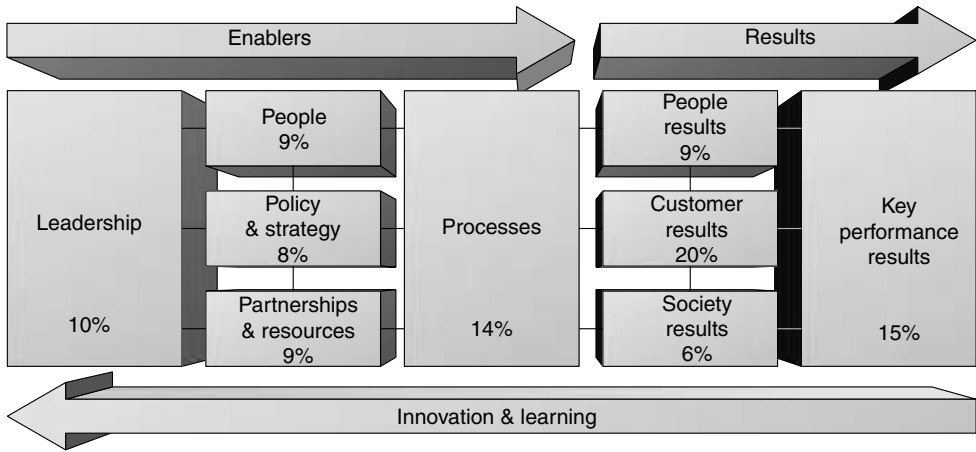 Enablers
Results
Leadership
10%
People
9%
Policy
& strategy
8%
Partnerships
& resources
9%
Processes
14%
People
results
9%
Customer
results
20%
Society
results
6%
Key
performance
results
15%
Innovation & learning